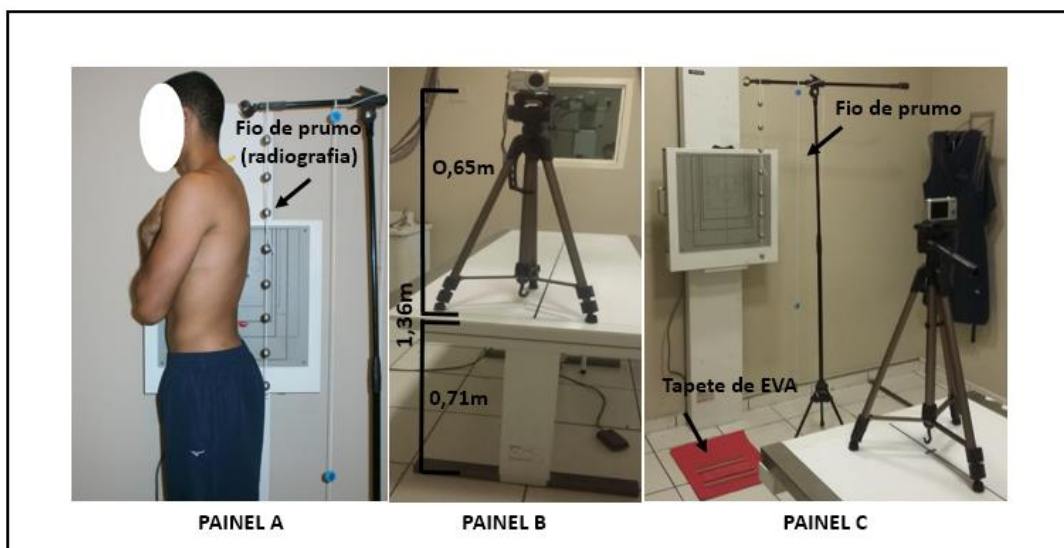 Fio de prumo
(radiografia)
O,65m
1,36m
0,71m
Fio de prumo
Tapete de EVA
PAINEL A
PAINEL B
PAINEL C